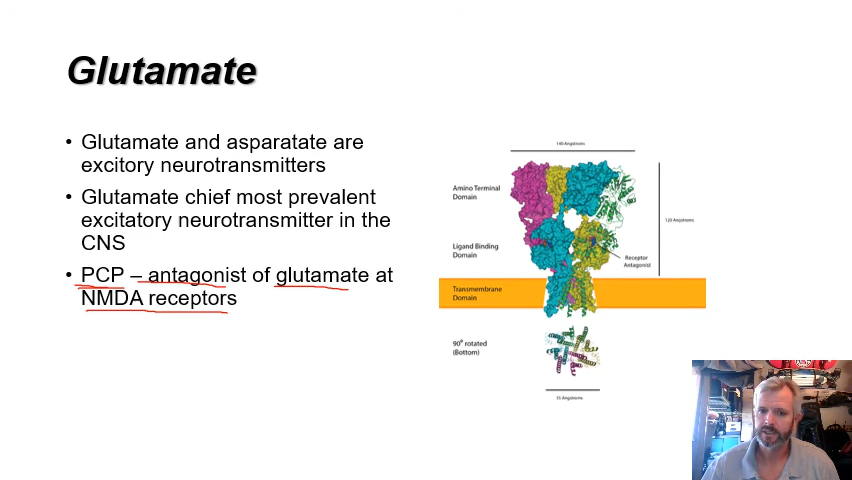 Glutamate
• Glutamate and asparatate are
excitory neurotransmitters
• Glutamate chief most prevalent
excitatory neurotransmitter in the
CNS
• PCP – antagonist of glutamate at
NMDA receptors
140 Angstroms
Amino Terminal
Domain
120 Angstroms
Ligand Binding
Domain
Receptor
Antagonist
Transmembrane
Domain
90° rotated
(Bottom)
55 Angstroms